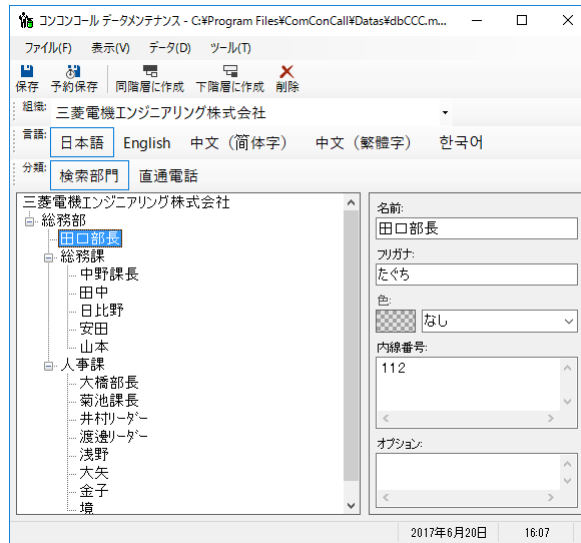 コンコンコール データメンテナンス - C:¥Program Files¥ComConCall¥Datas¥dbCCC.m...
ファイル(F) 表示(V) データ(D) ツール(T)
保存 予約保存 同階層に作成 下階層に作成 削除
組織: 三菱電機エンジニアリング株式会社
言語: 日本語 English 中文（简体字） 中文（繁體字） 한국어
分類: 検索部門 直通電話
三菱電機エンジニアリング株式会社
総務部
田口部長
総務課
中野課長
田中
日比野
安田
山本
人事課
大橋部長
菊池課長
井村リーダー
渡邊リーダー
浅野
大矢
金子
境
名前:
田口部長
フリガナ:
たぐち
色:
なし
内線番号:
112
オプション:
2017年6月20日 16:07